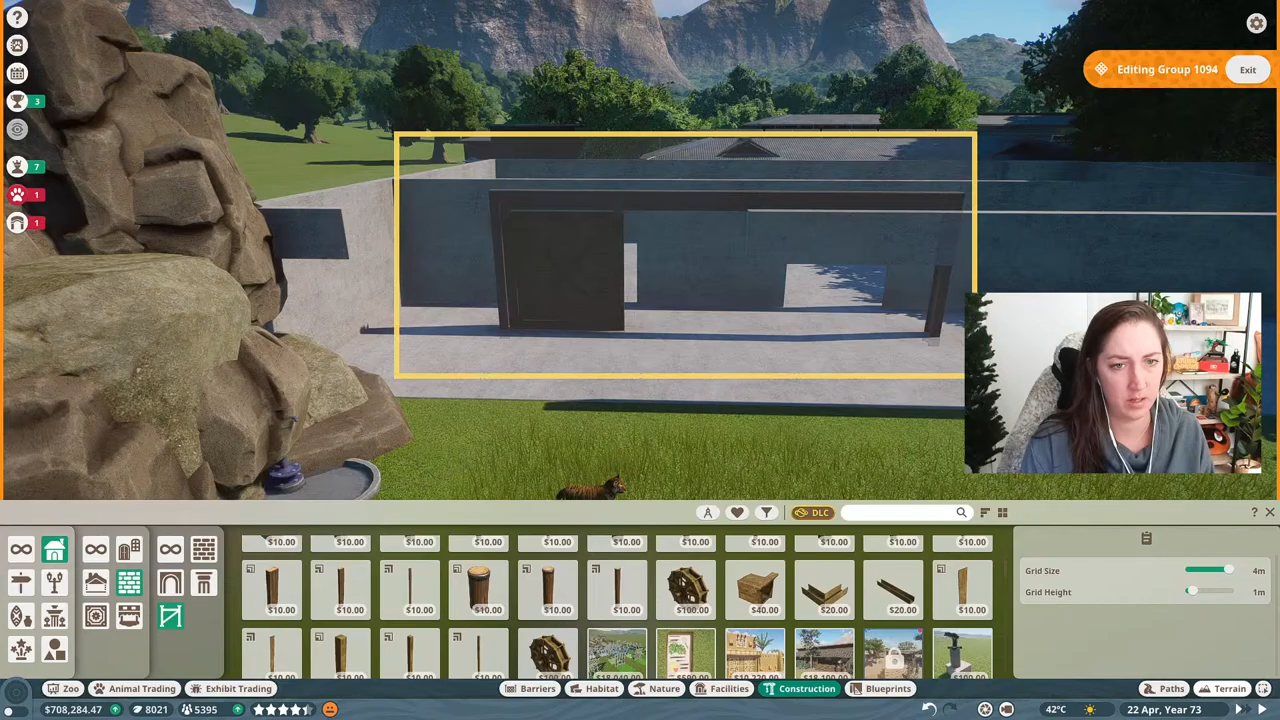 3
7
1
1
Editing Group 1094
Exit
DLC
?
$10.00 $10.00 $10.00 $10.00 $10.00 $10.00 $10.00 $10.00 $10.00 $10.00 $10.00
$10.00 $10.00 $10.00 $10.00 $10.00 $10.00 $100.00 $40.00 $20.00 $20.00 $10.00
Grid Size 4m
Grid Height 1m
Zoo Animal Trading Exhibit Trading Barriers Habitat Nature Facilities Construction Blueprints Paths Terrain
$708,284.47 8021 5395 42°C 22 Apr, Year 73